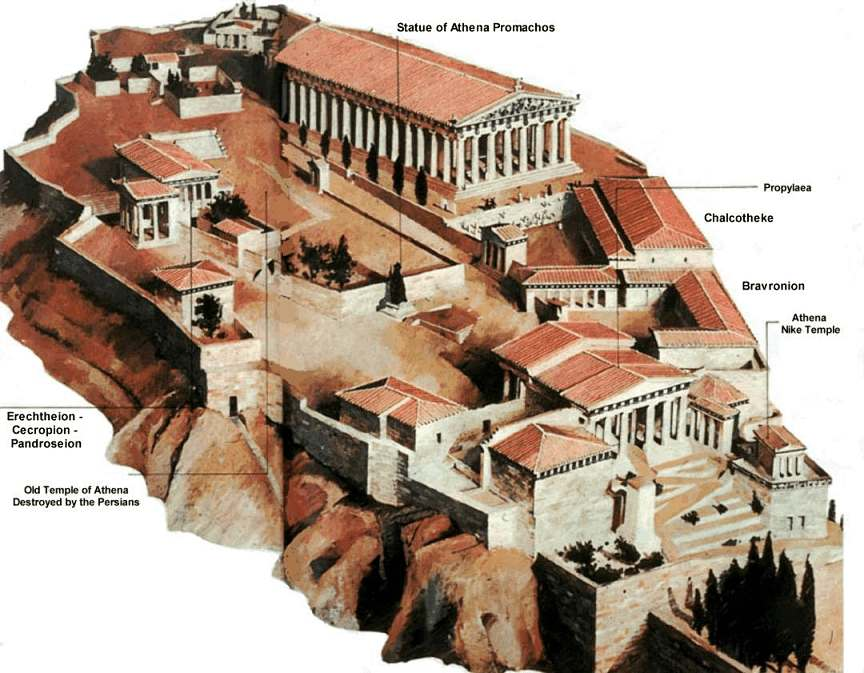 Statue of Athena Promachos
Propylaea
Chalcotheke
Bravronion
Athena
Nike Temple
Erechtheion -
Cecropion -
Pandroseion
Old Temple of Athena
Destroyed by the Persians